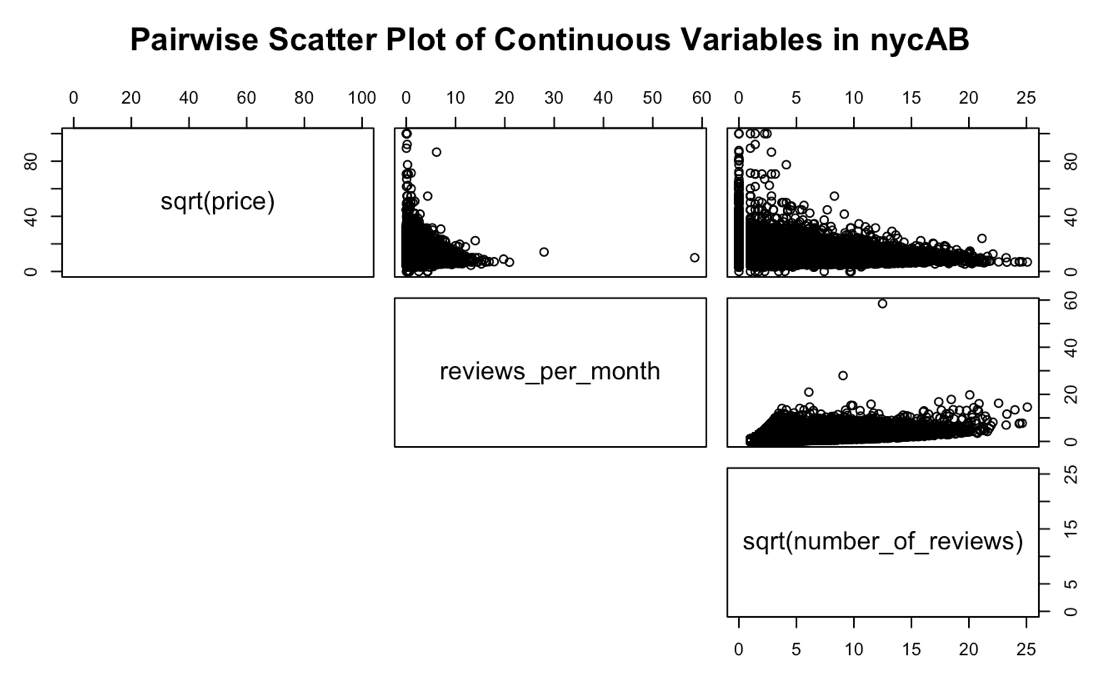 Pairwise Scatter Plot of Continuous Variables in nycAB
0 20 40 60 80 100
0 10 20 30 40 50 60
0 5 10 15 20 25
0 40 80
sqrt(price)
0 40 80
reviews_per_month
0 20 40 60
sqrt(number_of_reviews)
0 5 15 25
0 5 10 15 20 25